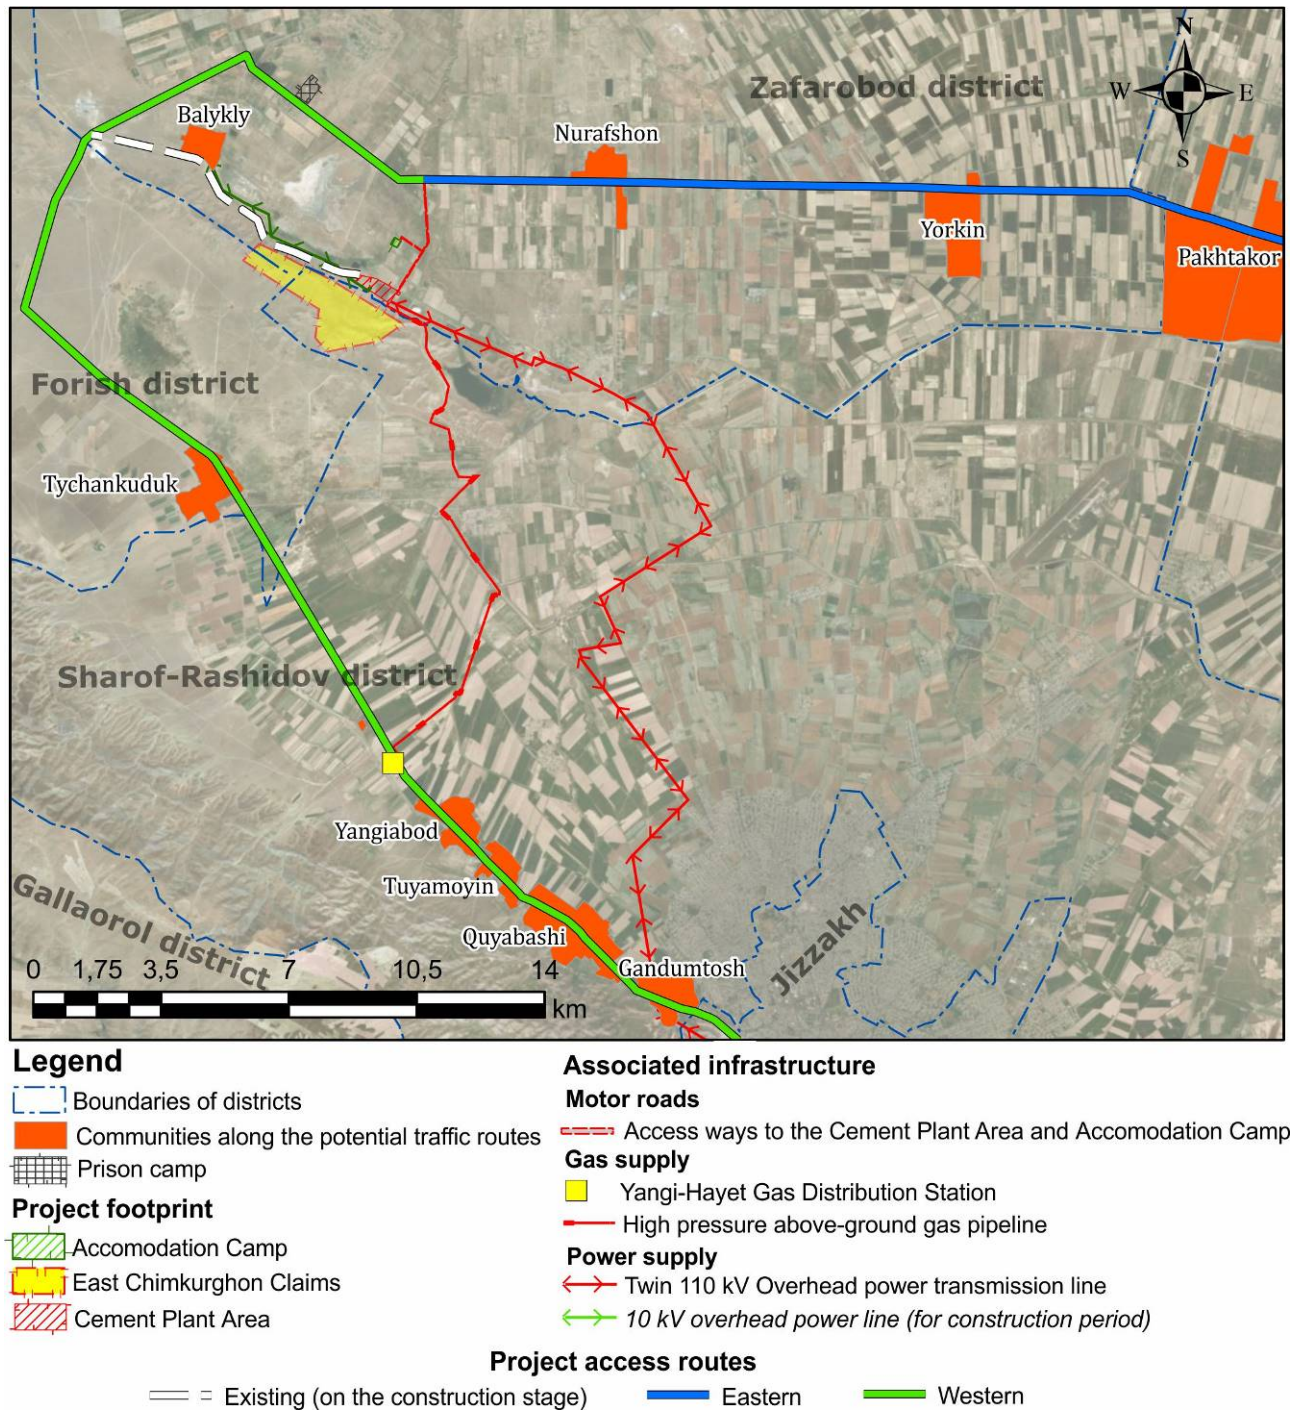 N
Zafarobod district
W
E
Balykly
Nurafshon
S
Yorkin
Pakhtakor
Forish district
Tychankuduk
Sharof-Rashidov district
Yangiabod
Tuyamoyin
Gallaorol district
Quyabashi
Gandumtosh
Jizzakh
0 1,75 3,5 7 10,5 14
km
Legend
Boundaries of districts
Communities along the potential traffic routes
Prison camp
Project footprint
Accomodation Camp
East Chimkurghon Claims
Cement Plant Area
Associated infrastructure
Motor roads
Access ways to the Cement Plant Area and Accomodation Camp
Gas supply
Yangi-Hayet Gas Distribution Station
High pressure above-ground gas pipeline
Power supply
Twin 110 kV Overhead power transmission line
10 kV overhead power line (for construction period)
Project access routes
Existing (on the construction stage)
Eastern
Western